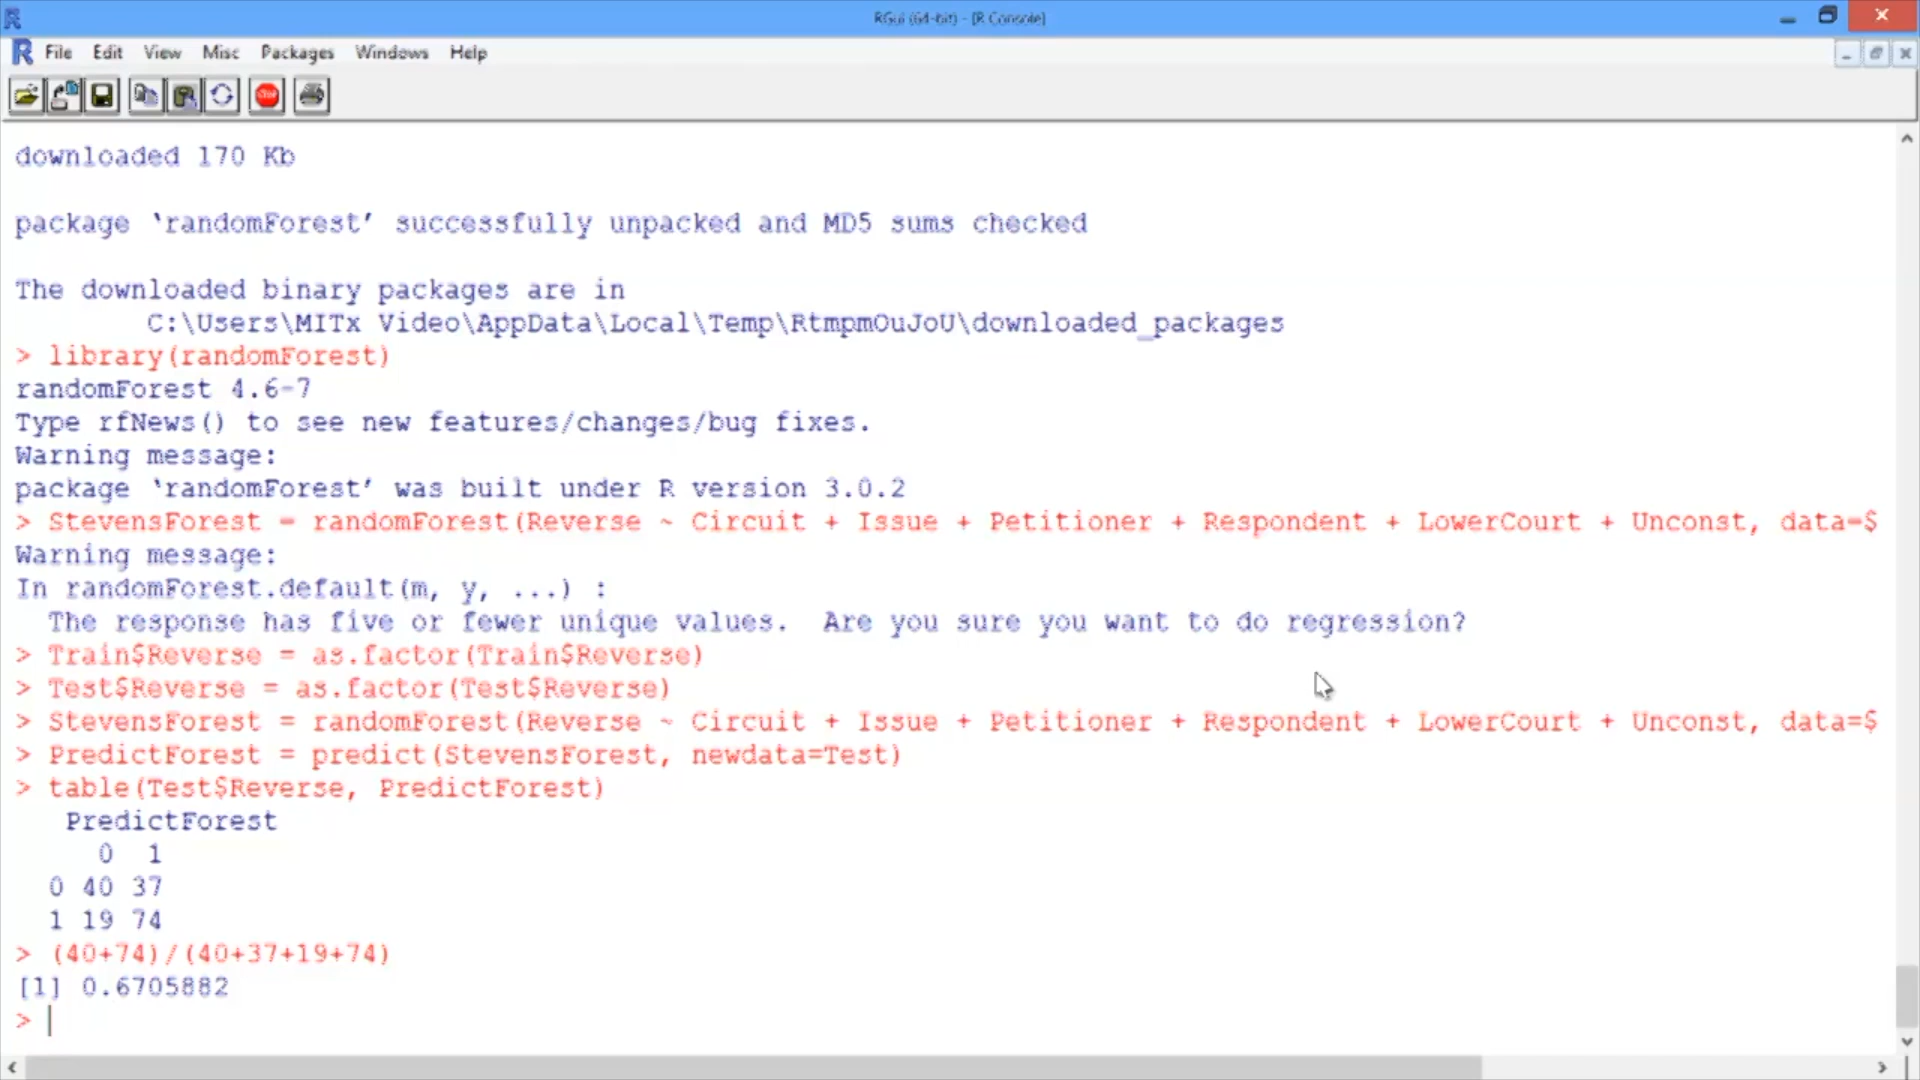 RGui (64-bit) - [R Console]
File Edit View Misc Packages Windows Help
STOP
downloaded 170 Kb
package ‘randomForest’ successfully unpacked and MD5 sums checked
The downloaded binary packages are in
C:\Users\MITx Video\AppData\Local\Temp\RtmpmOuJoU\downloaded_packages
> library(randomForest)
randomForest 4.6-7
Type rfNews() to see new features/changes/bug fixes.
Warning message:
package ‘randomForest’ was built under R version 3.0.2
> StevensForest = randomForest(Reverse ~ Circuit + Issue + Petitioner + Respondent + LowerCourt + Unconst, data=$
Warning message:
In randomForest.default(m, y, ...) :
The response has five or fewer unique values.  Are you sure you want to do regression?
> Train$Reverse = as.factor(Train$Reverse)
> Test$Reverse = as.factor(Test$Reverse)
> StevensForest = randomForest(Reverse ~ Circuit + Issue + Petitioner + Respondent + LowerCourt + Unconst, data=$
> PredictForest = predict(StevensForest, newdata=Test)
> table(Test$Reverse, PredictForest)
PredictForest
0 1
0 40 37
1 19 74
> (40+74)/(40+37+19+74)
[1] 0.6705882
>